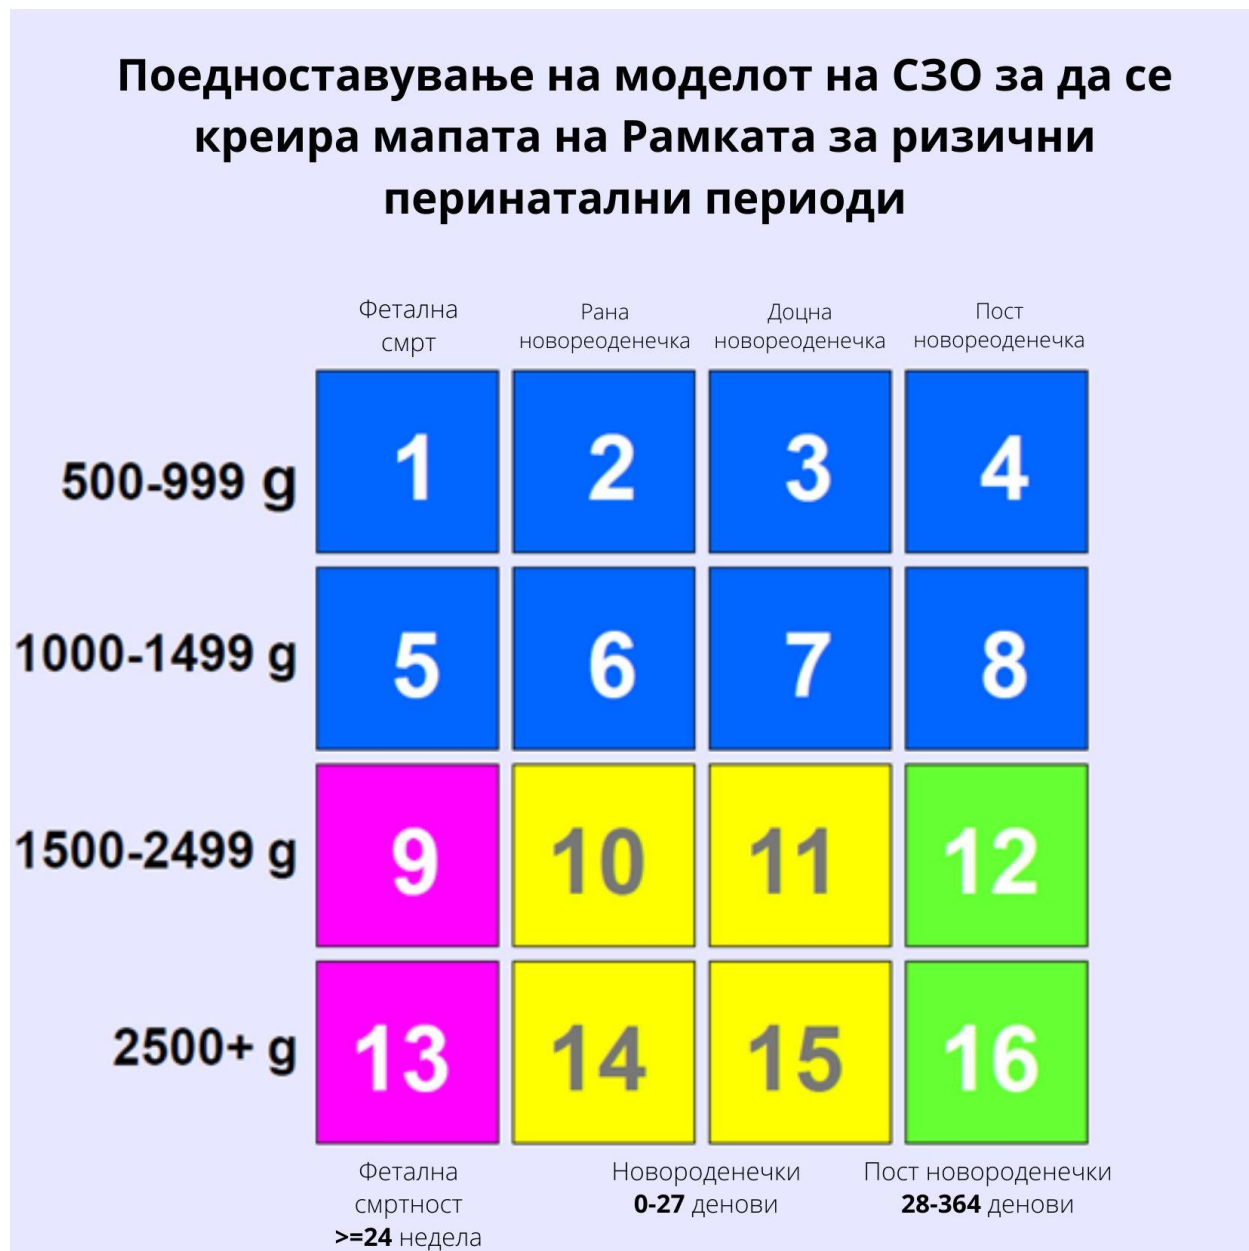 Поедноставување на моделот на СЗО за да се
креира мапата на Рамката за ризични
перинатални периоди
Фетална
смрт
Рана
новореоденечка
Доцна
новореоденечка
Пост
новореоденечка
500-999 g
1
2
3
4
1000-1499 g
5
6
7
8
1500-2499 g
9
10
11
12
2500+ g
13
14
15
16
Фетална
смртност
>=24 недела
Новороденечки
0-27 денови
Пост новороденечки
28-364 денови